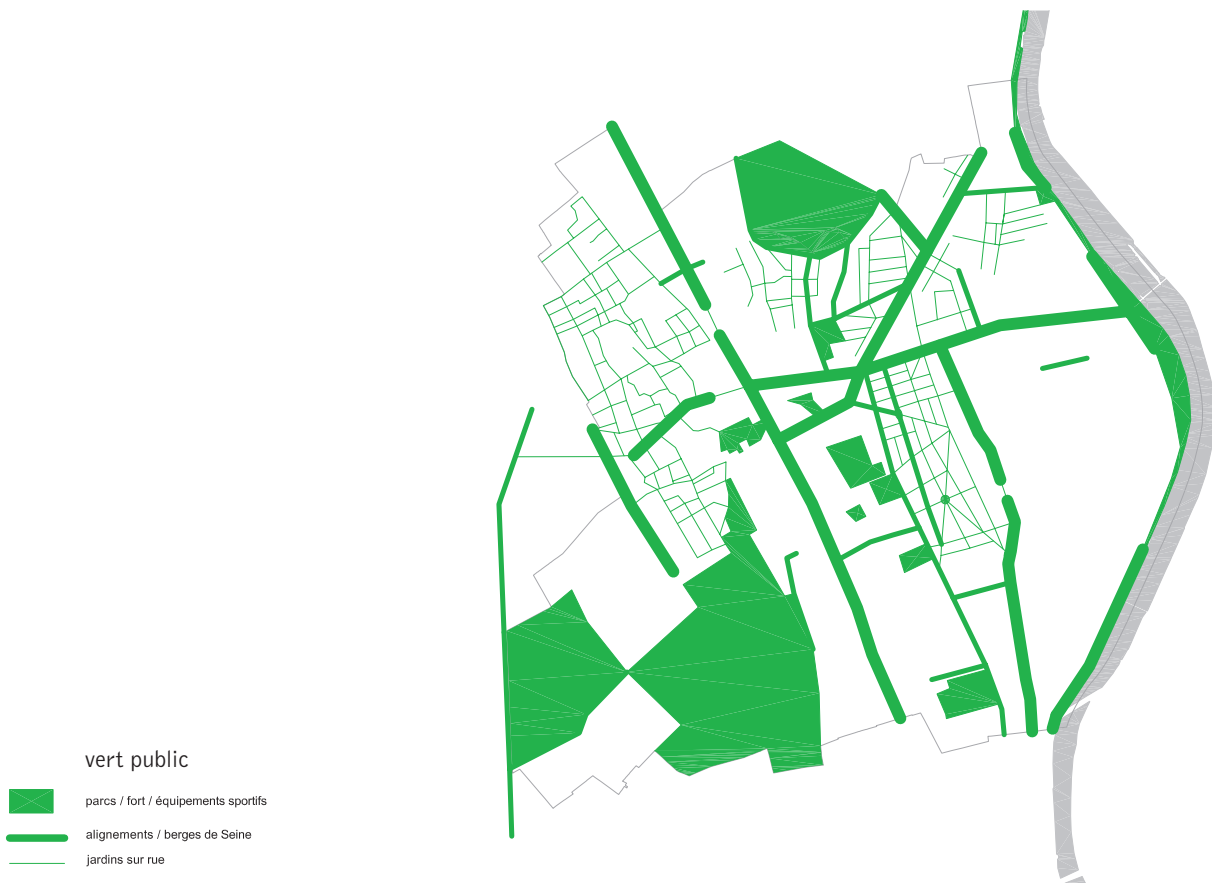 vert public
parcs / fort / équipements sportifs
alignements / berges de Seine
jardins sur rue